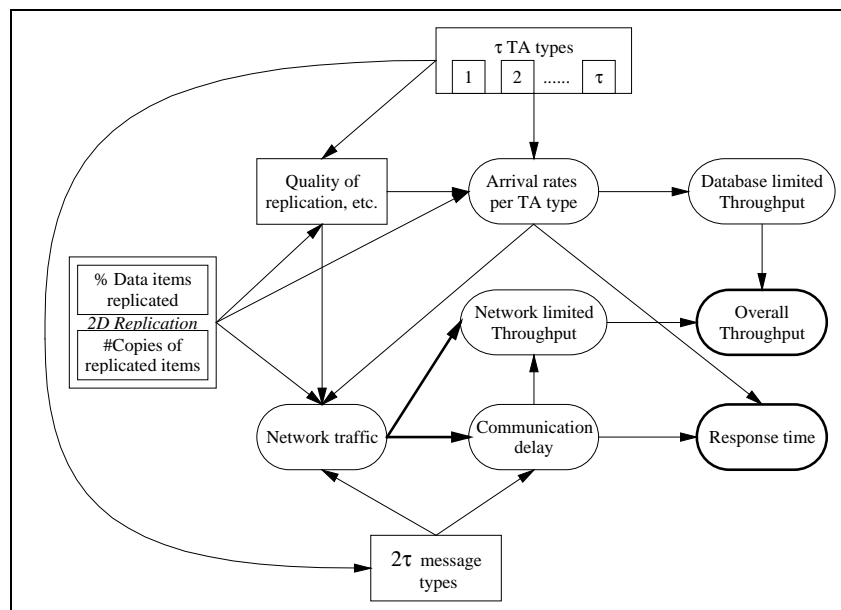 τ TA types
1 2 ...... τ
Quality of
replication, etc.
Arrival rates
per TA type
Database limited
Throughput
% Data items
replicated
2D Replication
#Copies of
replicated items
Network limited
Throughput
Overall
Throughput
Network traffic
Communication
delay
Response time
2τ message
types